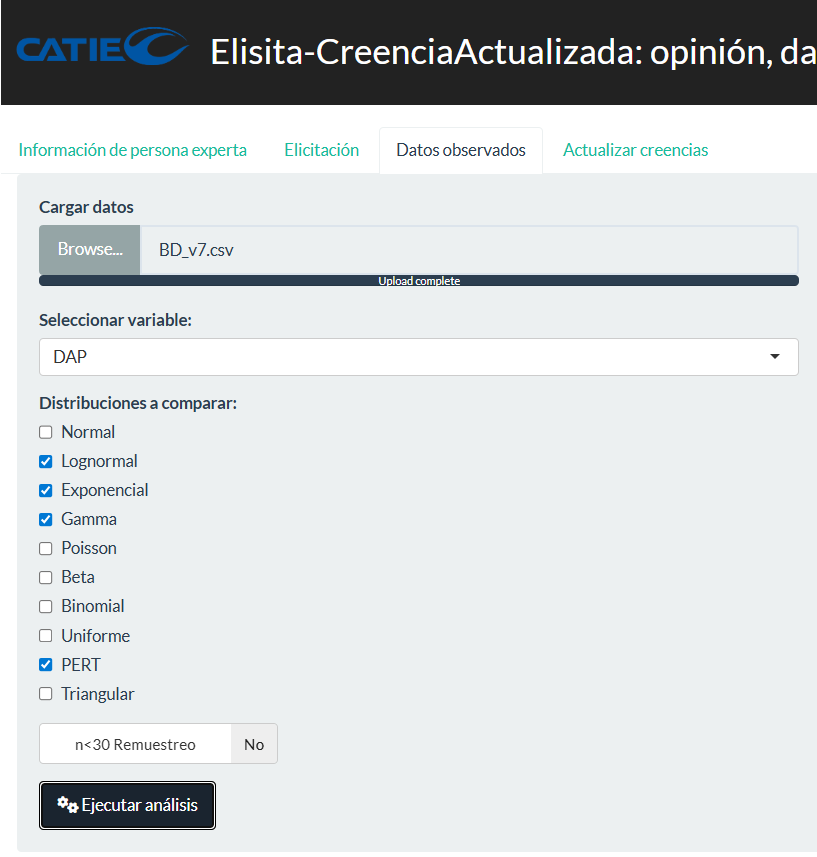 CATIE Elisita-CreenciaActualizada: opinión, da
Información de persona experta Elicitación Datos observados Actualizar creencias
Cargar datos
Browse... BD_v7.csv
Upload complete
Seleccionar variable:
DAP
Distribuciones a comparar:
Normal
Lognormal
Exponencial
Gamma
Poisson
Beta
Binomial
Uniforme
PERT
Triangular
n<30 Remuestreo No
Ejecutar análisis